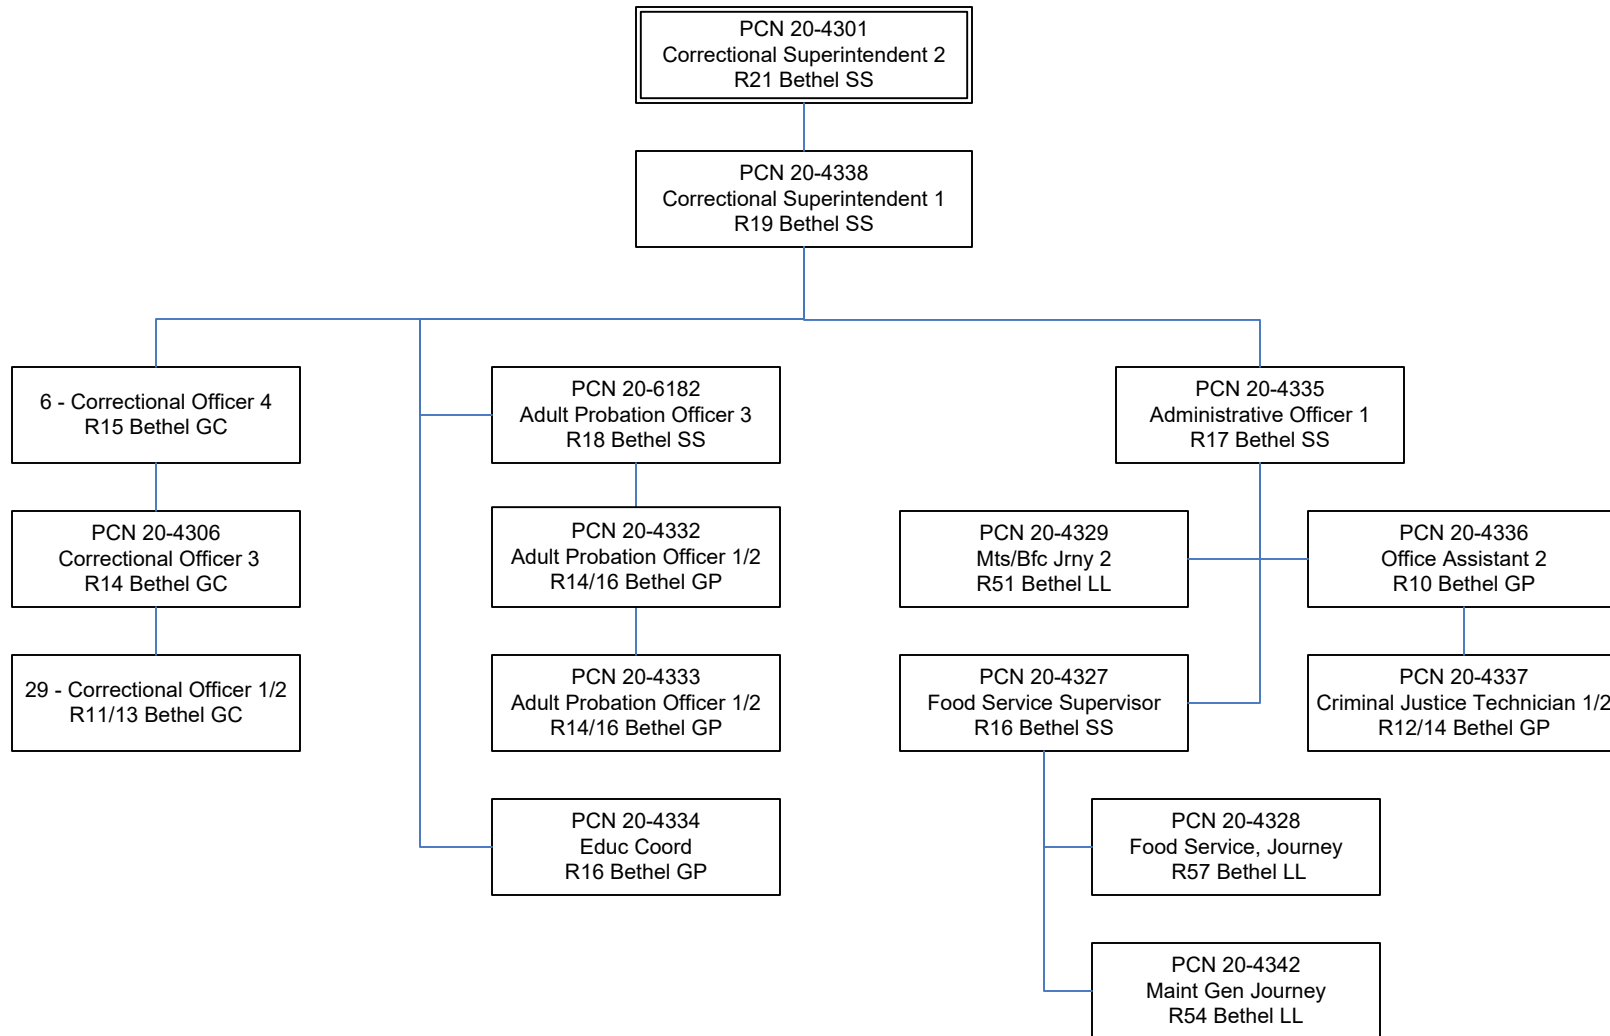 PCN 20-4301
Correctional Superintendent 2
R21 Bethel SS
PCN 20-4338
Correctional Superintendent 1
R19 Bethel SS
6 - Correctional Officer 4
R15 Bethel GC
PCN 20-6182
Adult Probation Officer 3
R18 Bethel SS
PCN 20-4335
Administrative Officer 1
R17 Bethel SS
PCN 20-4306
Correctional Officer 3
R14 Bethel GC
PCN 20-4332
Adult Probation Officer 1/2
R14/16 Bethel GP
PCN 20-4329
Mts/Bfc Jrny 2
R51 Bethel LL
PCN 20-4336
Office Assistant 2
R10 Bethel GP
29 - Correctional Officer 1/2
R11/13 Bethel GC
PCN 20-4333
Adult Probation Officer 1/2
R14/16 Bethel GP
PCN 20-4327
Food Service Supervisor
R16 Bethel SS
PCN 20-4337
Criminal Justice Technician 1/2
R12/14 Bethel GP
PCN 20-4334
Educ Coord
R16 Bethel GP
PCN 20-4328
Food Service, Journey
R57 Bethel LL
PCN 20-4342
Maint Gen Journey
R54 Bethel LL